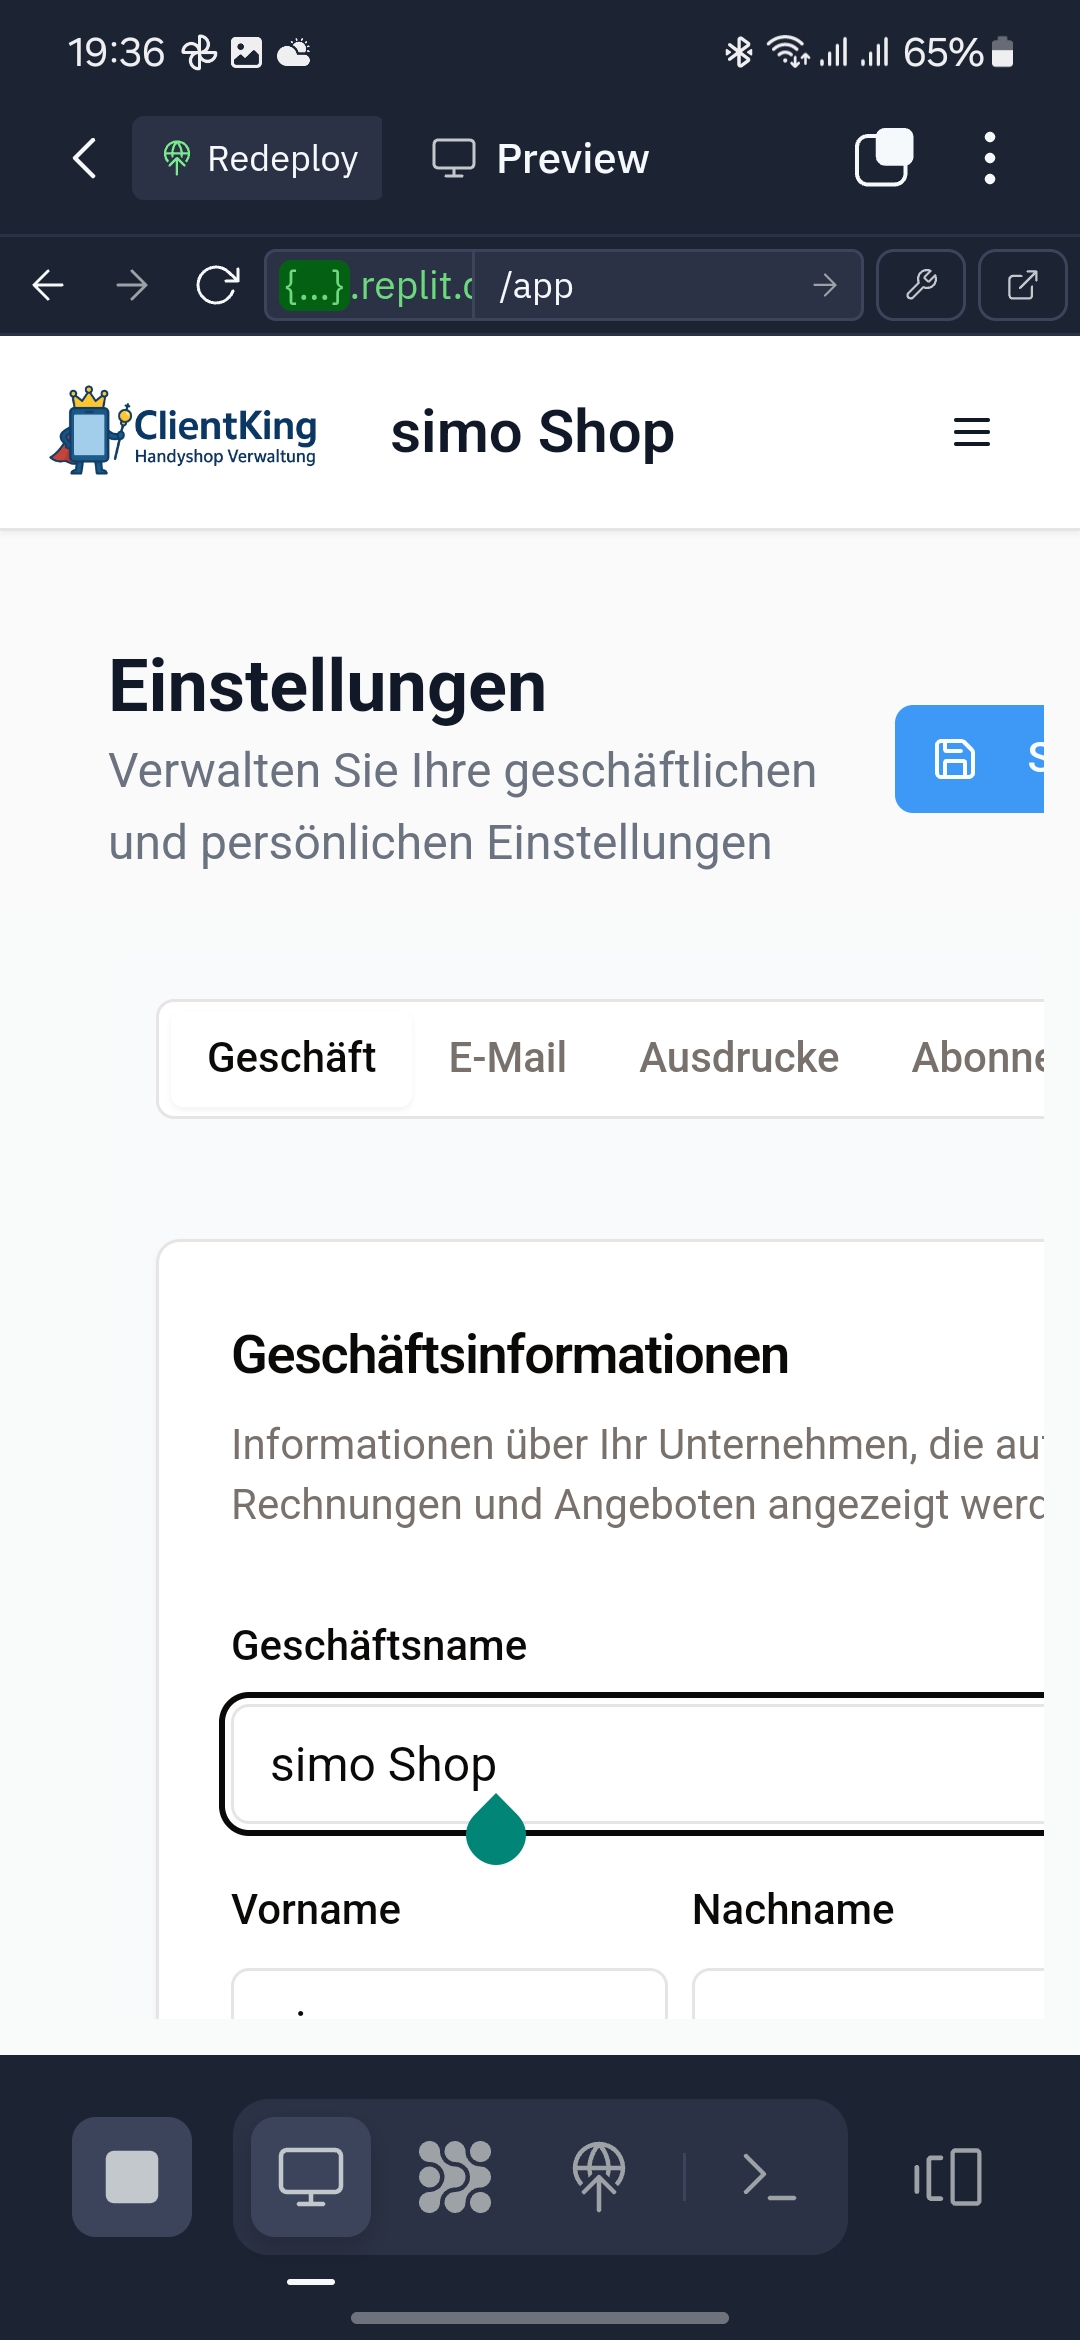 19:36 65%
Redeploy Preview
{...}.replit.c /app
ClientKing
Handyshop Verwaltung
simo Shop
Einstellungen
Verwalten Sie Ihre geschäftlichen
und persönlichen Einstellungen
S
Geschäft E-Mail Ausdrucke Abonne
Geschäftsinformationen
Informationen über Ihr Unternehmen, die auf
Rechnungen und Angeboten angezeigt werd
Geschäftsname
simo Shop
Vorname Nachname